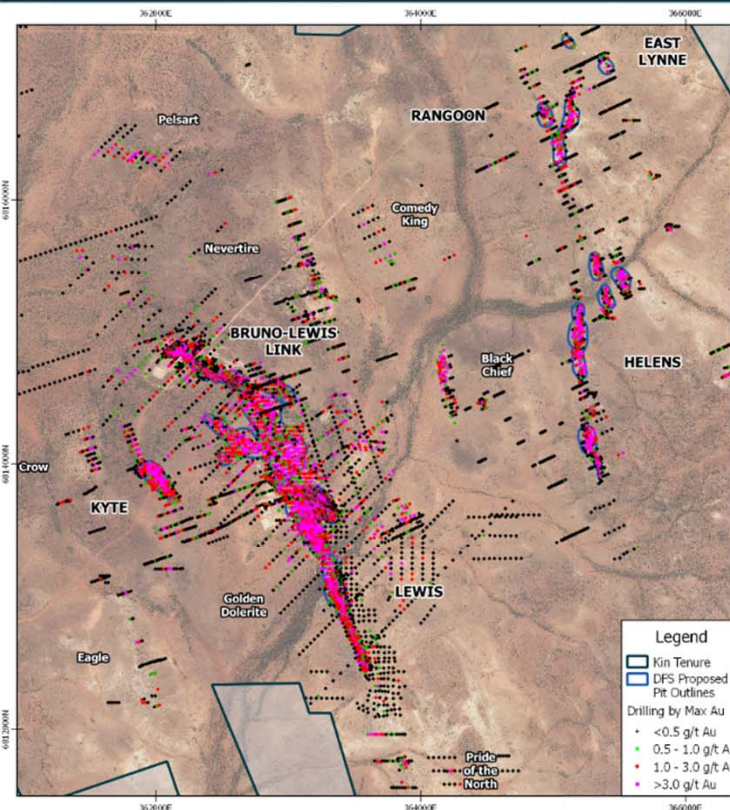 362000E
364000E
366000E
EAST
LYNNE
RANGOON
Pelsart
6816000N
Comedy
King
Nevertire
BRUNO-LEWIS
LINK
Black
Chief
HELENS
6814000N
Crow
KYTE
LEWIS
Golden
Dolerite
Eagle
6812000N
Pride
of the
North
Legend
Kin Tenure
DFS Proposed
Pit Outlines
Drilling by Max Au
<0.5 g/t Au
0.5 - 1.0 g/t A
1.0 - 3.0 g/t A
>3.0 g/t Au
362000E
364000E
366000E